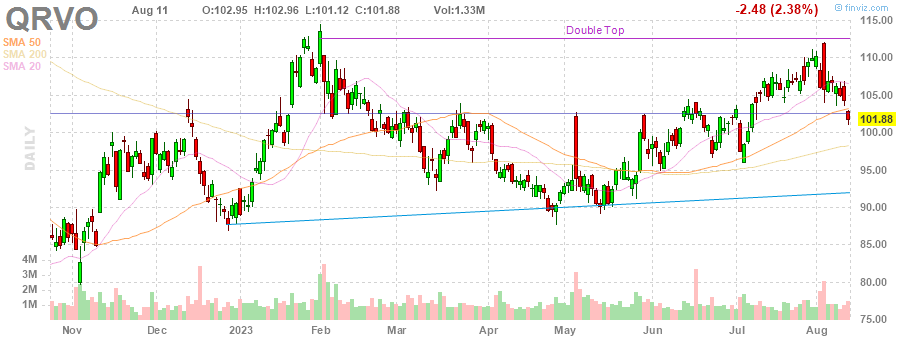 QRVO Aug 11 O:102.95 H:102.96 L:101.12 C:101.88 Vol:1.33M -2.48 (2.38%) © finviz.com
SMA 50
SMA 200
SMA 20
Double Top
DAILY
115.00
110.00
105.00
101.88
100.00
95.00
90.00
85.00
80.00
75.00
4M
3M
2M
1M
Nov Dec 2023 Feb Mar Apr May Jun Jul Aug